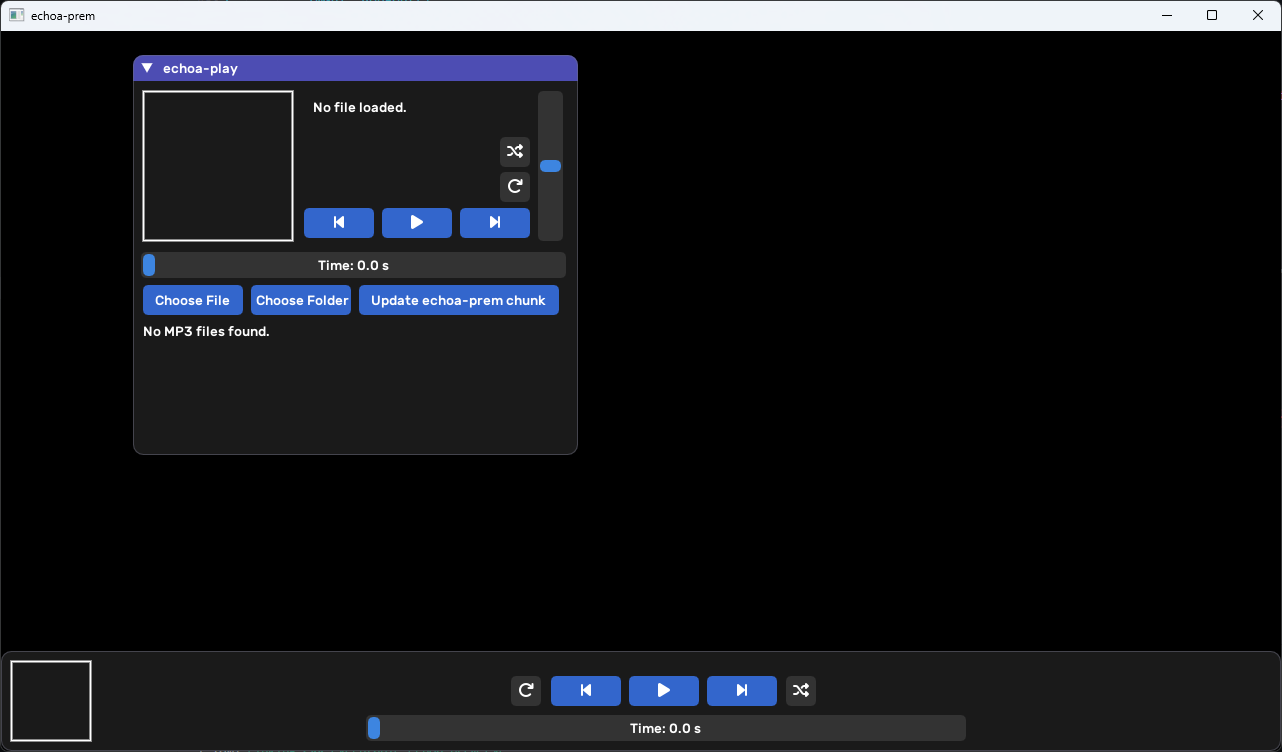 echoa-prem
echoa-play
No file loaded.
Time: 0.0 s
Choose File Choose Folder Update echoa-prem chunk
No MP3 files found.
Time: 0.0 s